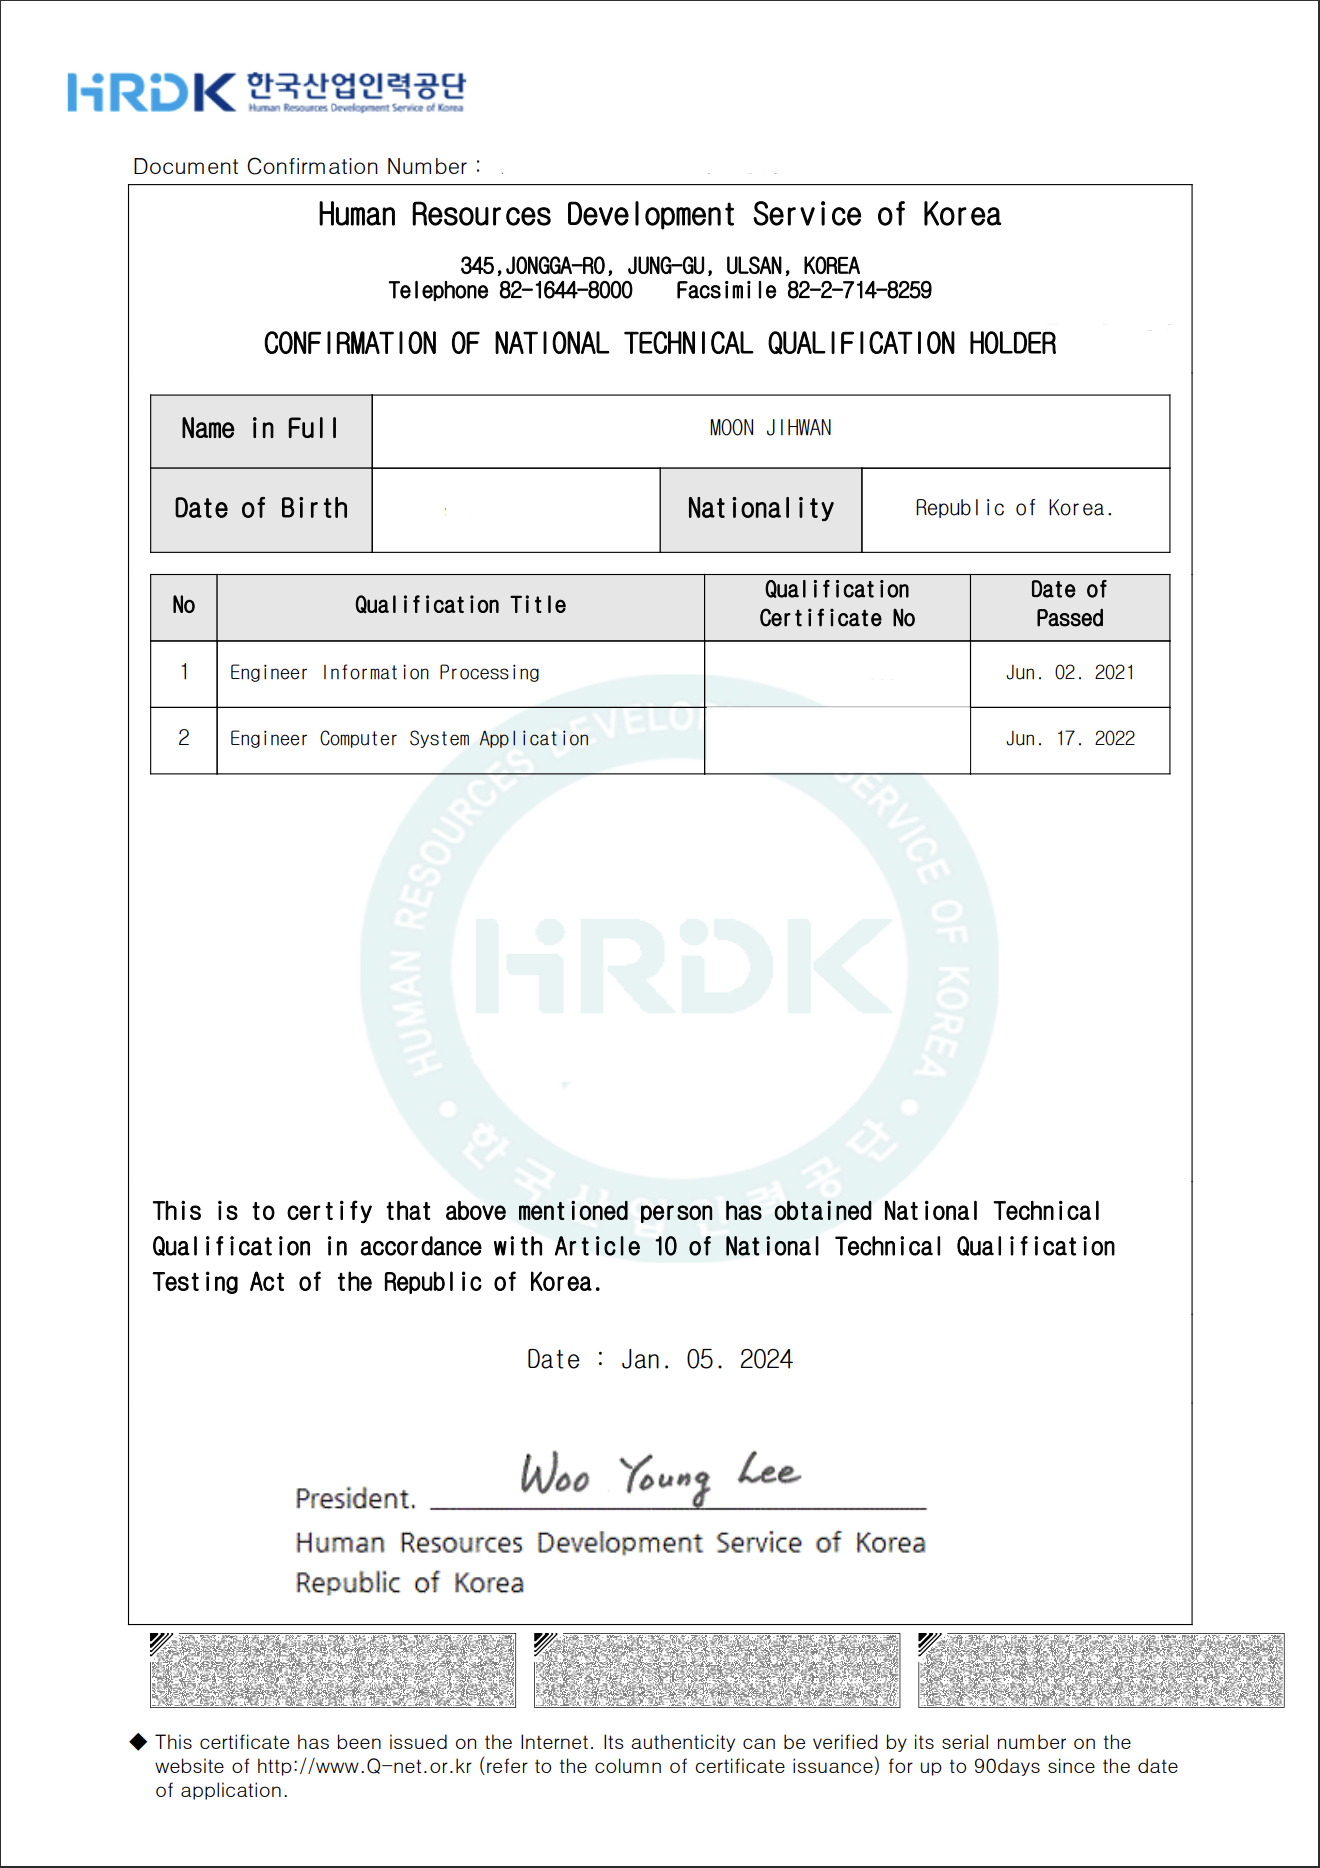 HRDK 한국산업인력공단
Human Resources Development Service of Korea
Document Confirmation Number :
Human Resources Development Service of Korea
345,JONGGA-RO, JUNG-GU, ULSAN, KOREA
Telephone 82-1644-8000 Facsimile 82-2-714-8259
CONFIRMATION OF NATIONAL TECHNICAL QUALIFICATION HOLDER
Name in Full MOON JIHWAN
Date of Birth Nationality Republic of Korea.
No Qualification Title Qualification Certificate No Date of Passed
1 Engineer Information Processing Jun. 02. 2021
2 Engineer Computer System Application Jun. 17. 2022
HUMAN RESOURCES DEVELOP SERVICE OF KOREA
HRDK
한국산업인력공단
This is to certify that above mentioned person has obtained National Technical
Qualification in accordance with Article 10 of National Technical Qualification
Testing Act of the Republic of Korea.
Date : Jan. 05. 2024
Woo Young Lee
President.
Human Resources Development Service of Korea
Republic of Korea
◆ This certificate has been issued on the Internet. Its authenticity can be verified by its serial number on the
website of http://www.Q-net.or.kr (refer to the column of certificate issuance) for up to 90days since the date
of application.